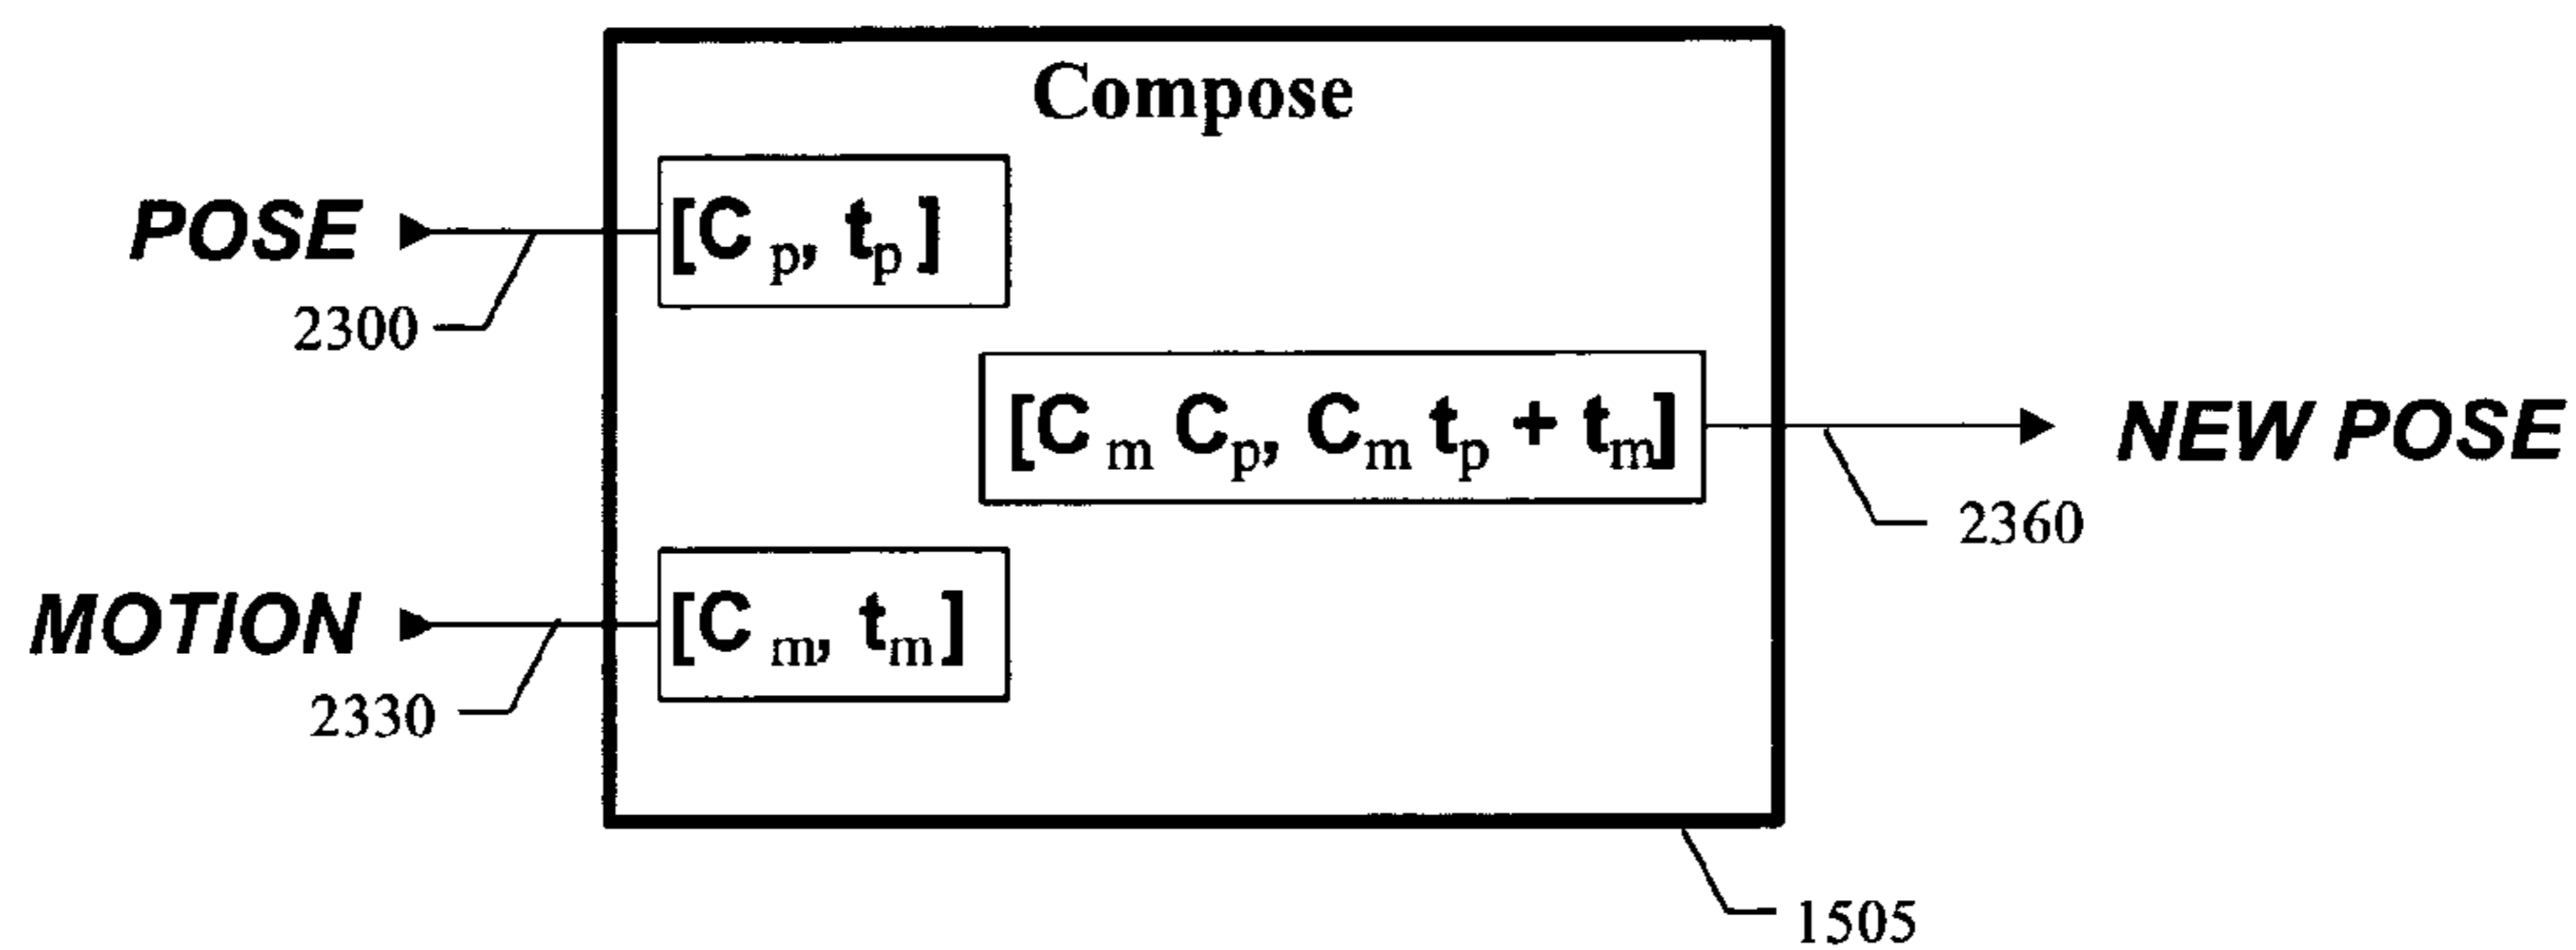 Compose
POSE
[C p, tp ]
2300
[C m Cp, Cm tp + tm]
NEW POSE
2360
MOTION
[C m, tm ]
2330
1505